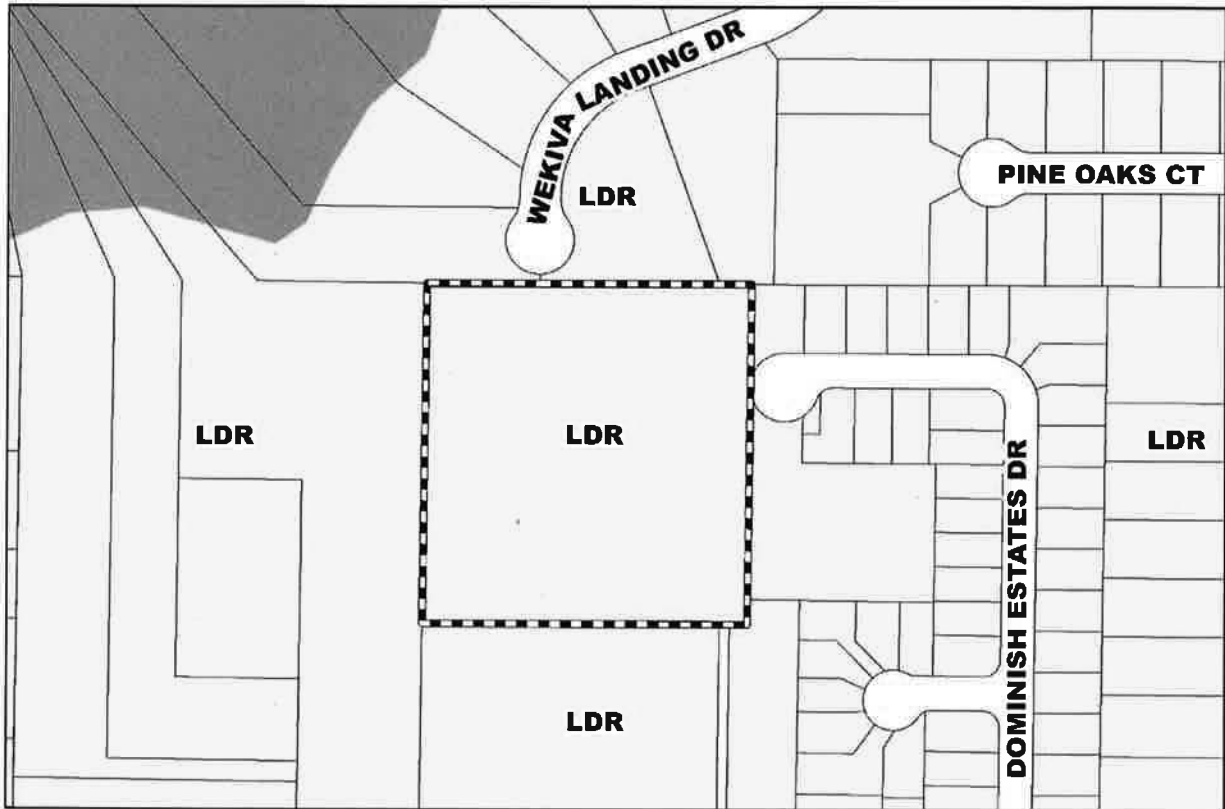 WEKIVA LANDING DR
PINE OAKS CT
LDR
LDR
LDR
LDR
DOMINISH ESTATES DR
LDR